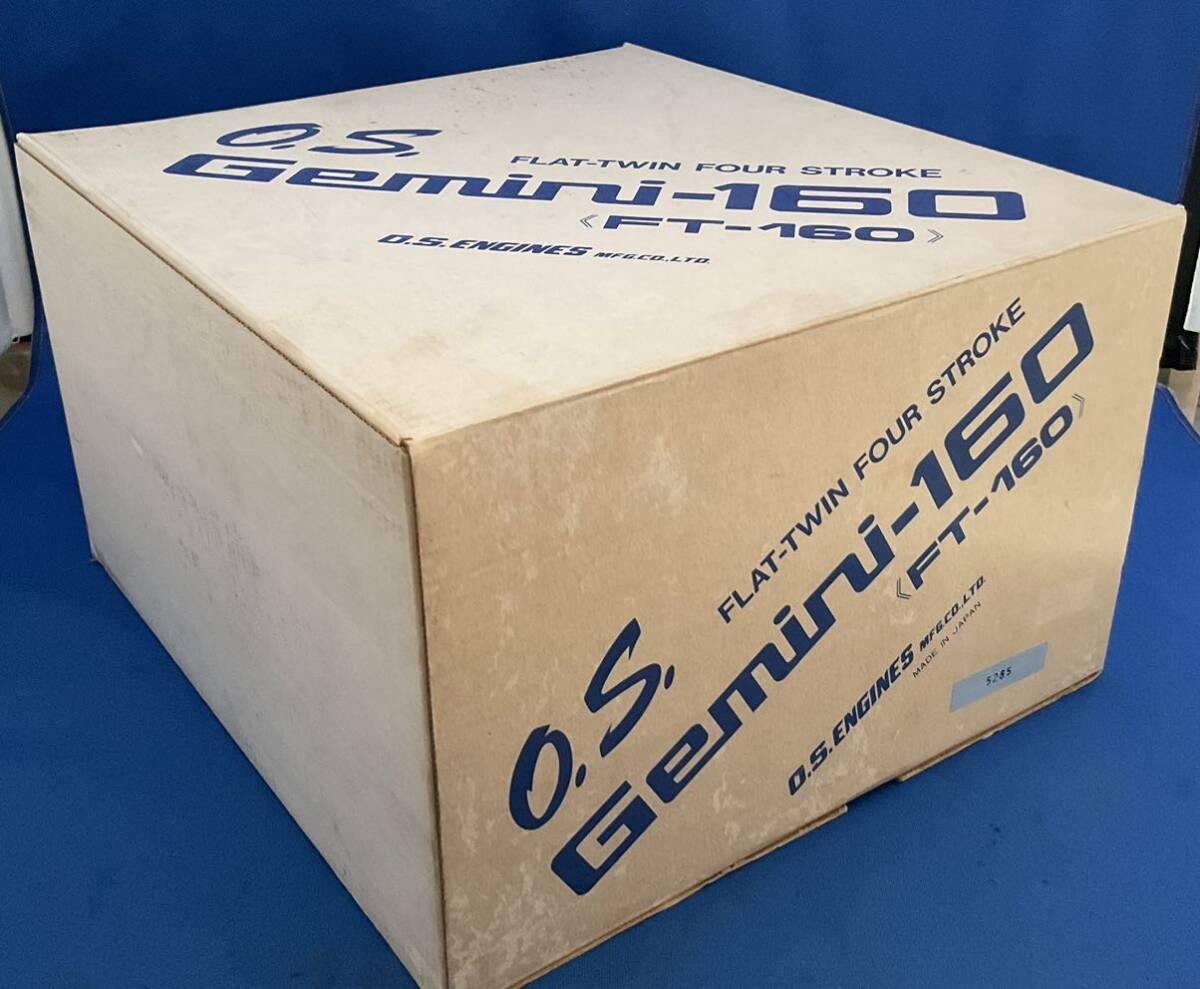 O.S.
FLAT-TWIN FOUR STROKE
Gemini-160
《FT-160》
O.S.ENGINES MFG.CO.,LTD.
O.S.
FLAT-TWIN FOUR STROKE
Gemini-160
《FT-160》
O.S.ENGINES MFG.CO.,LTD.
MADE IN JAPAN
5285